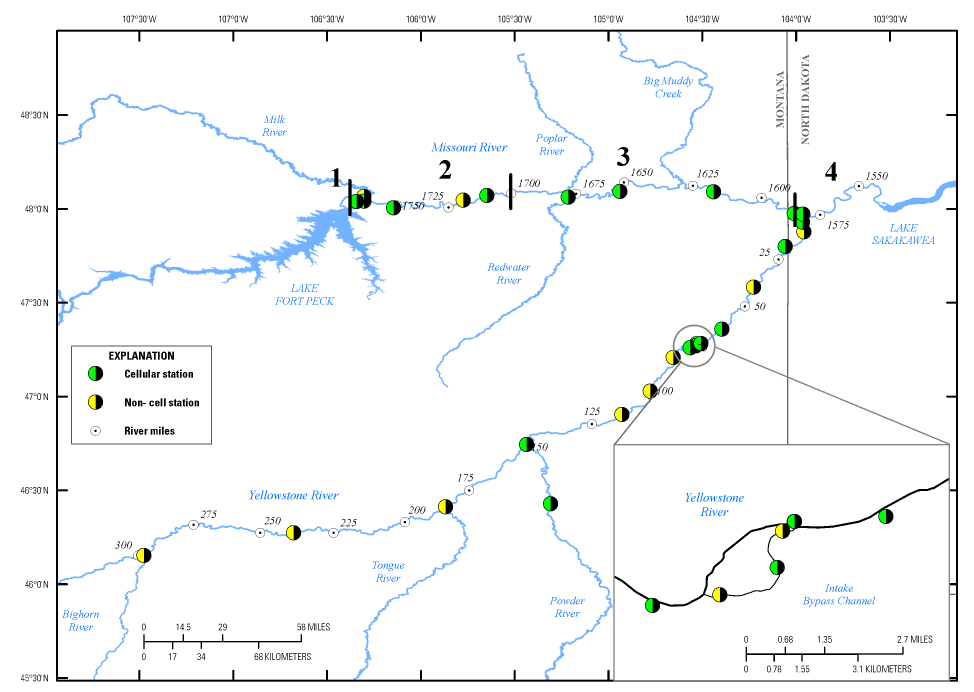 107°30'W 107°0'W 106°30'W 106°0'W 105°30'W 105°0'W 104°30'W 104°0'W 103°30'W
48°30'N
48°0'N
47°30'N
47°0'N
46°30'N
46°0'N
45°30'N
Milk
River
Missouri River
Poplar
River
Big Muddy
Creek
MONTANA
NORTH DAKOTA
1
2
3
4
1750
1725
1700
1675
1650
1625
1600
1575
1550
LAKE
SAKAKAWEA
LAKE
FORT PECK
Redwater
River
25
50
100
125
50
175
200
225
250
275
300
EXPLANATION
Cellular station
Non- cell station
River miles
Yellowstone River
Tongue
River
Powder
River
Bighorn
River
0 14.5 29 58 MILES
0 17 34 68 KILOMETERS
Yellowstone
River
Intake
Bypass Channel
0 0.68 1.35 2.7 MILES
0 0.78 1.55 3.1 KILOMETERS